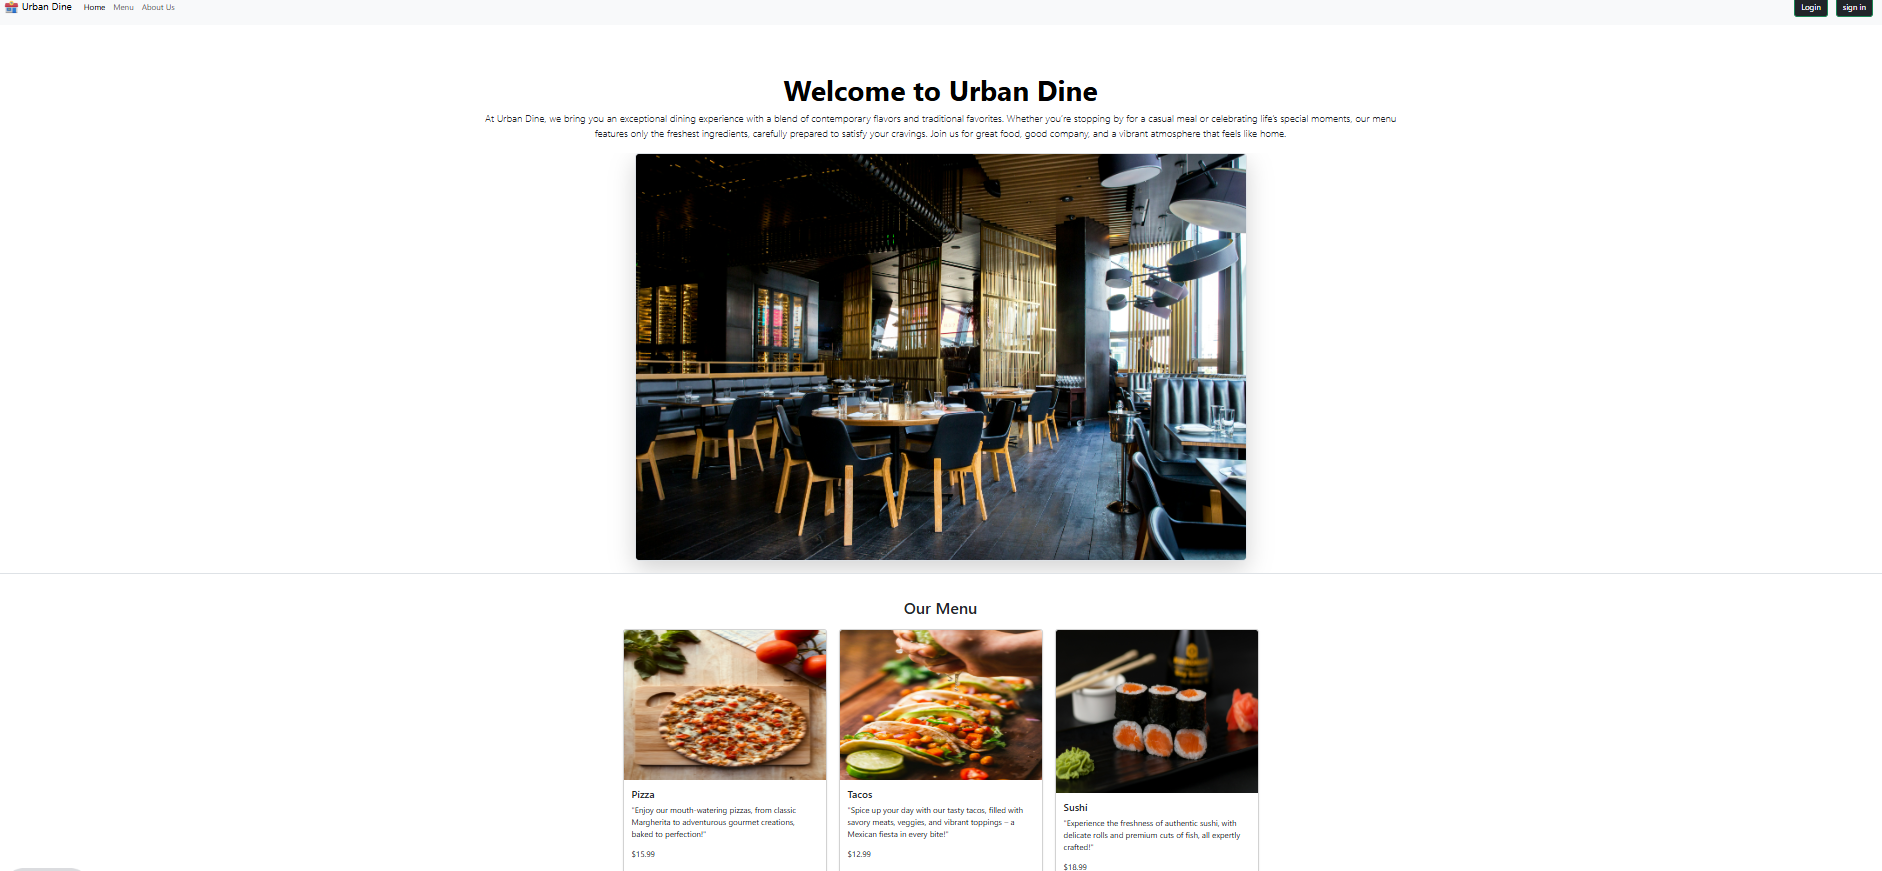 Urban Dine Home Menu About Us Login sign in
Welcome to Urban Dine
At Urban Dine, we bring you an exceptional dining experience with a blend of contemporary flavors and traditional favorites. Whether you're stopping by for a casual meal or celebrating life's special moments, our menu
features only the freshest ingredients, carefully prepared to satisfy your cravings. Join us for great food, good company, and a vibrant atmosphere that feels like home.
Our Menu
Pizza
"Enjoy our mouth-watering pizzas, from classic
Margherita to adventurous gourmet creations,
baked to perfection!"
$15.99
Tacos
"Spice up your day with our tasty tacos, filled with
savory meats, veggies, and vibrant toppings – a
Mexican fiesta in every bite!"
$12.99
Sushi
"Experience the freshness of authentic sushi, with
delicate rolls and premium cuts of fish, all expertly
crafted!"
$18.99